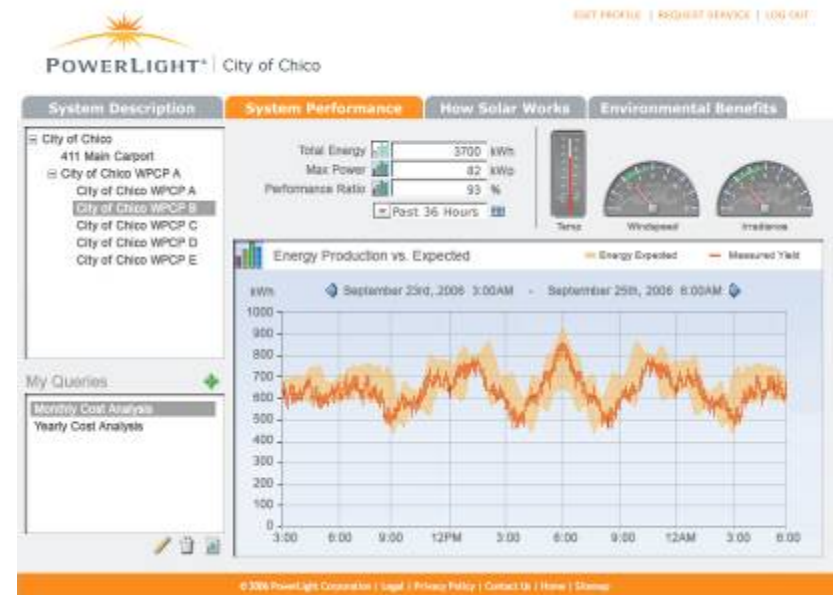 EDIT PROFILE | REQUEST SERVICE | LOG OUT
POWERLIGHT® | City of Chico
System Description
System Performance
How Solar Works
Environmental Benefits
City of Chico
411 Main Carport
City of Chico WPCP A
City of Chico WPCP A
City of Chico WPCP B
City of Chico WPCP C
City of Chico WPCP D
City of Chico WPCP E
Total Energy 3700 kWh
Max Power 82 kWp
Performance Ratio 93 %
Past 36 Hours
Temp
Windspeed
Irradiance
Energy Production vs. Expected
Energy Expected
Measured Yield
kWh
September 23rd, 2006 3:00AM - September 25th, 2006 6:00AM
1000
900
800
700
600
500
400
300
200
100
0
3:00 6:00 9:00 12PM 3:00 6:00 9:00 12AM 3:00 6:00
My Queries
Monthly Cost Analysis
Yearly Cost Analysis
© 2006 PowerLight Corporation | Legal | Privacy Policy | Contact Us | Home | Sitemap